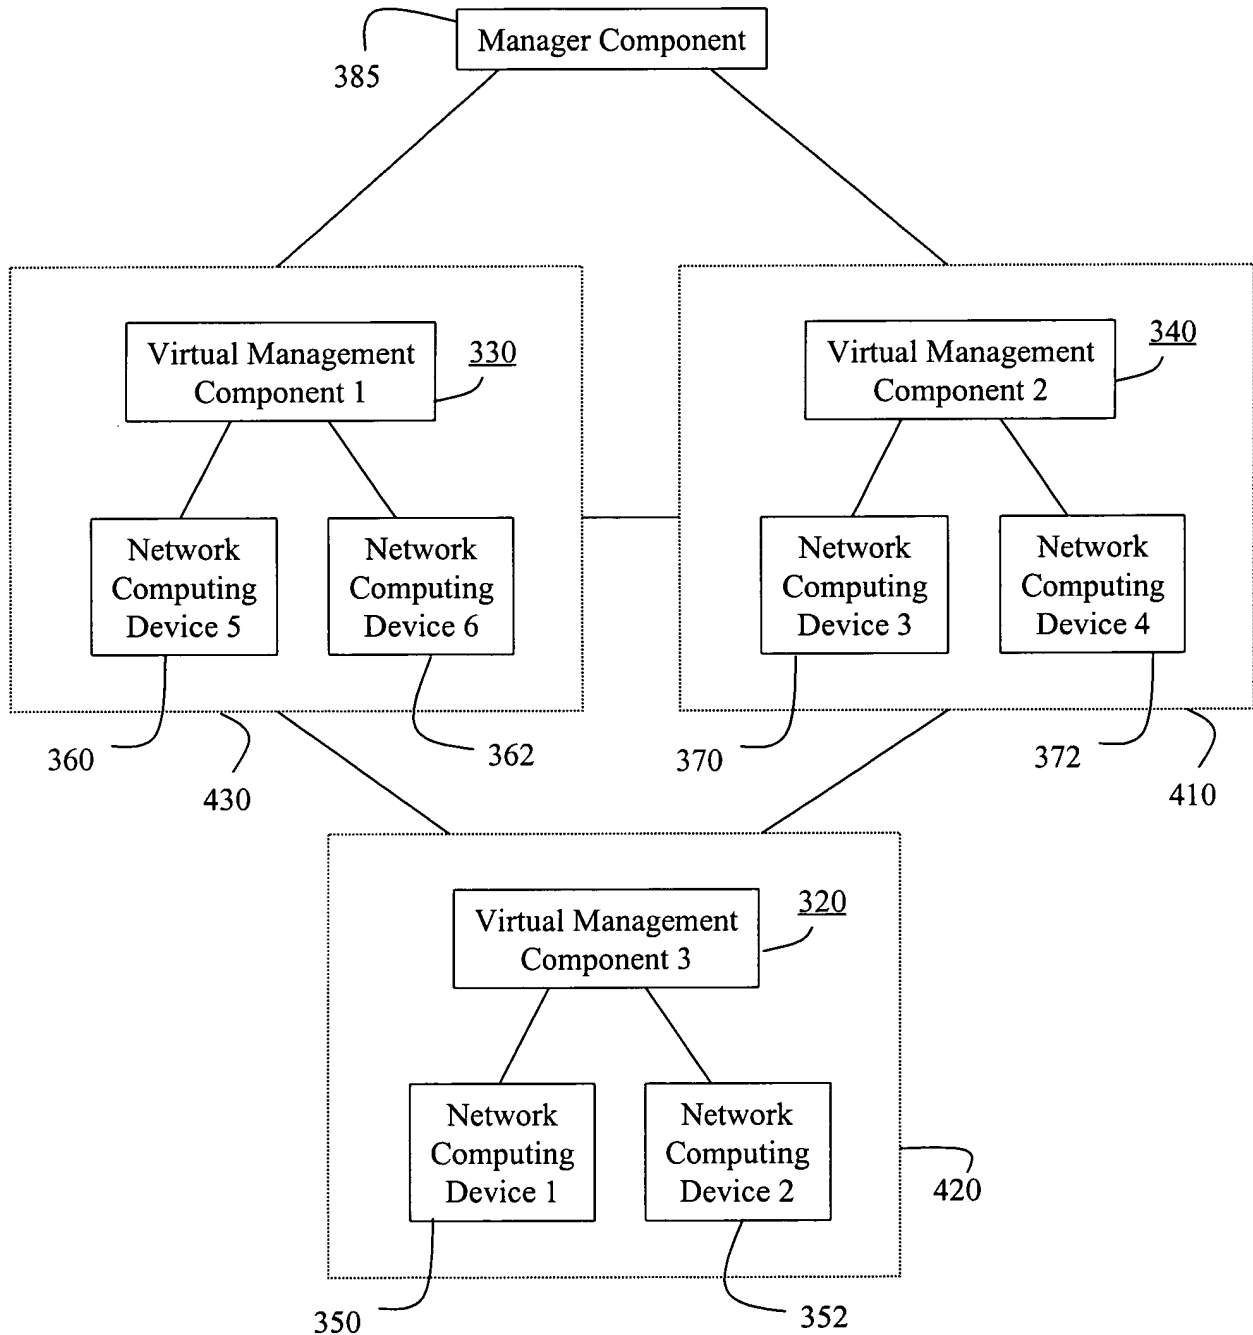 Manager Component
385
Virtual Management
Component 1
330
Virtual Management
Component 2
340
Network
Computing
Device 5
Network
Computing
Device 6
Network
Computing
Device 3
Network
Computing
Device 4
360
430
362
370
372
410
Virtual Management
Component 3
320
Network
Computing
Device 1
Network
Computing
Device 2
420
350
352